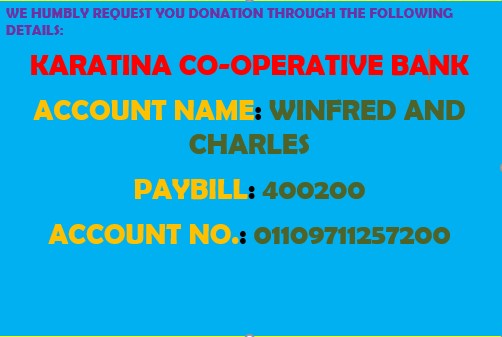 WE HUMBLY REQUEST YOU DONATION THROUGH THE FOLLOWING
DETAILS:
KARATINA CO-OPERATIVE BANK
ACCOUNT NAME: WINFRED AND
CHARLES
PAYBILL: 400200
ACCOUNT NO.: 01109711257200